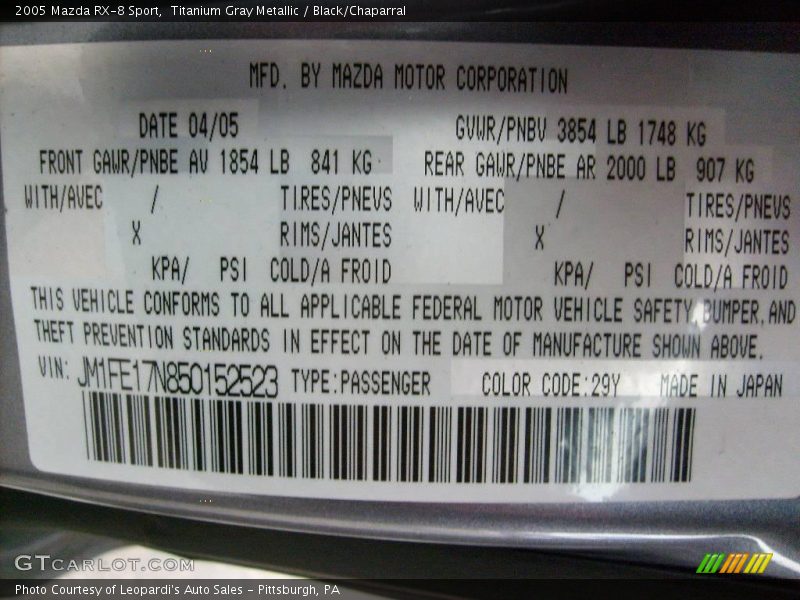 2005 Mazda RX-8 Sport,  Titanium Gray Metallic / Black/Chaparral
MFD. BY MAZDA MOTOR CORPORATION
DATE 04/05 GVWR/PNBV 3854 LB 1748 KG
FRONT GAWR/PNBE AV 1854 LB 841 KG REAR GAWR/PNBE AR 2000 LB 907 KG
WITH/AVEC / TIRES/PNEUS WITH/AVEC / TIRES/PNEUS
X RIMS/JANTES X RIMS/JANTES
KPA/ PSI COLD/A FROID KPA/ PSI COLD/A FROID
THIS VEHICLE CONFORMS TO ALL APPLICABLE FEDERAL MOTOR VEHICLE SAFETY, BUMPER, AND
THEFT PREVENTION STANDARDS IN EFFECT ON THE DATE OF MANUFACTURE SHOWN ABOVE.
VIN: JM1FE17N850152523 TYPE:PASSENGER COLOR CODE:29Y MADE IN JAPAN
GTCARLOT.COM
Photo Courtesy of Leopardi's Auto Sales - Pittsburgh, PA